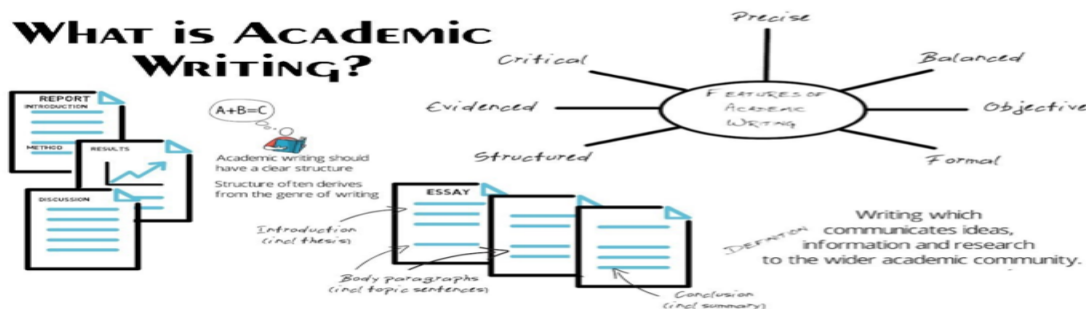 WHAT IS ACADEMIC
WRITING?
REPORT
INTRODUCTION
METHOD
RESULTS
DISCUSSION
A+B=C
Academic writing should
have a clear structure
Structure often derives
from the genre of writing
ESSAY
Introduction
(incl thesis)
Body paragraphs
(incl topic sentences)
Conclusion
(incl summary)
Precise
Critical
Balanced
Evidenced
FEATURES OF
ACADEMIC
WRITING
Objective
Structured
Formal
DEFINITION
Writing which
communicates ideas,
information and research
to the wider academic community.